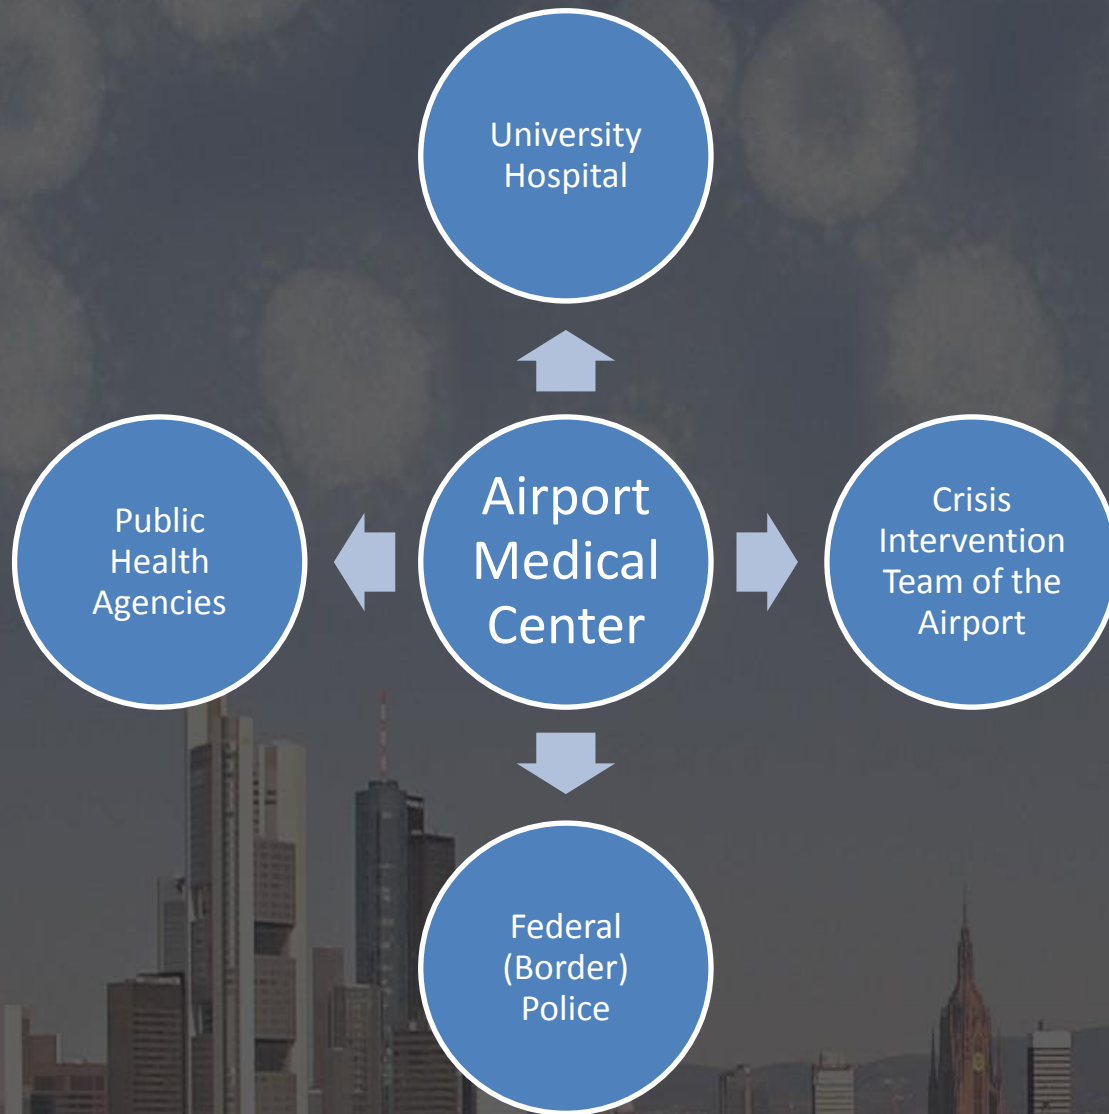 University
Hospital
Public
Health
Agencies
Airport
Medical
Center
Crisis
Intervention
Team of the
Airport
Federal
(Border)
Police